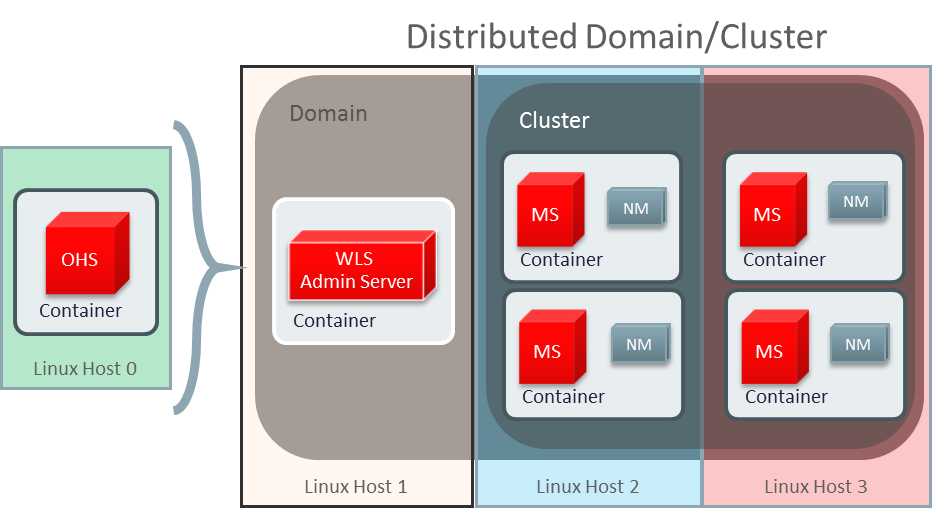 Distributed Domain/Cluster
Domain
Cluster
OHS
Container
Linux Host 0
WLS
Admin Server
Container
Linux Host 1
MS
NM
Container
MS
NM
Container
Linux Host 2
MS
NM
Container
MS
NM
Container
Linux Host 3